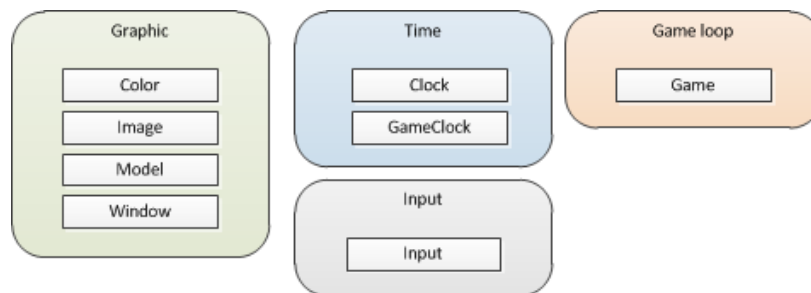 Graphic
Color
Image
Model
Window
Time
Clock
GameClock
Input
Input
Game loop
Game